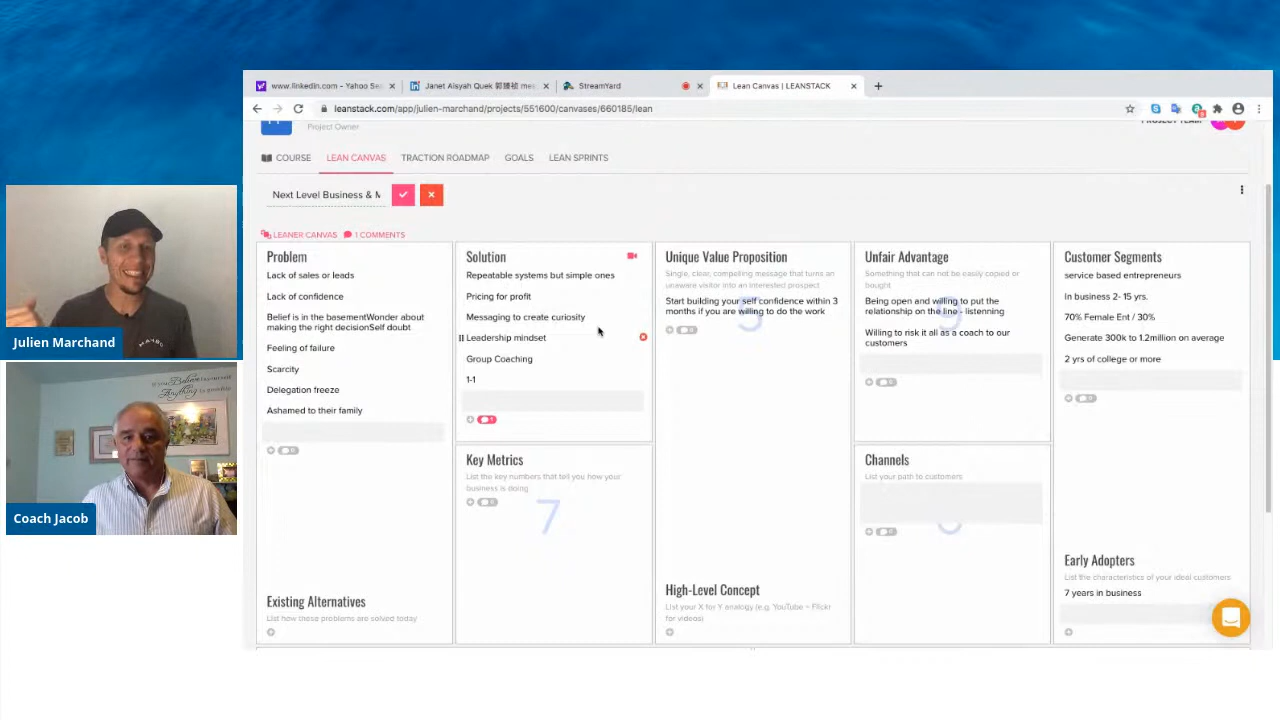 www.linkedin.com - Yahoo Se
Janet Aisyah Quek
StreamYard
Lean Canvas | LEANSTACK
leanstack.com/app/julien-marchand/projects/551600/canvases/660185/lean
Project Owner
COURSE
LEAN CANVAS
TRACTION ROADMAP
GOALS
LEAN SPRINTS
Next Level Business & M
LEANER CANVAS
1 COMMENTS
Problem
Lack of sales or leads
Lack of confidence
Belief is in the basementWonder about
making the right decisionSelf doubt
Feeling of failure
Scarcity
Delegation freeze
Ashamed to their family
Existing Alternatives
List how these problems are solved today
Solution
Repeatable systems but simple ones
Pricing for profit
Messaging to create curiosity
Leadership mindset
Group Coaching
1-1
Key Metrics
List the key numbers that tell you how your
business is doing
7
Unique Value Proposition
Single, clear, compelling message that turns an
unaware visitor into an interested prospect
Start building your self confidence within 3
months if you are willing to do the work
High-Level Concept
List your X for Y analogy (e.g. YouTube = Flickr
for videos)
Unfair Advantage
Something that can not be easily copied or
bought
Being open and willing to put the
relationship on the line - listenning
Willing to risk it all as a coach to our
customers
Channels
List your path to customers
Customer Segments
service based entrepreneurs
In business 2- 15 yrs.
70% Female Ent / 30%
Generate 300k to 1.2million on average
2 yrs of college or more
Early Adopters
List the characteristics of your ideal customers
7 years in business
Julien Marchand
Believe
Coach Jacob